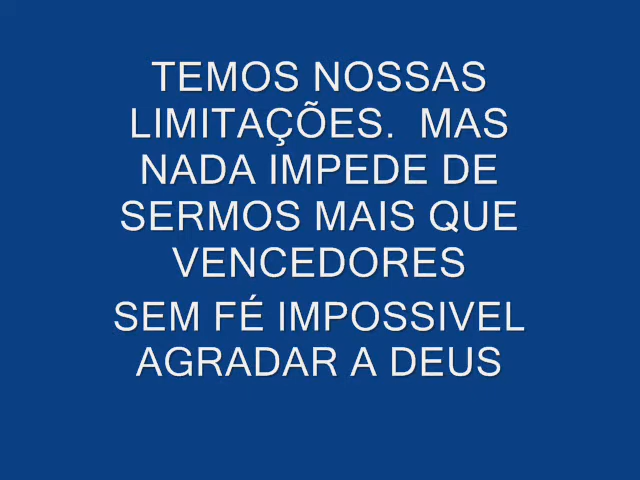 TEMOS NOSSAS
LIMITAÇÕES.  MAS
NADA IMPEDE DE
SERMOS MAIS QUE
VENCEDORES
SEM FÉ IMPOSSIVEL
AGRADAR A DEUS